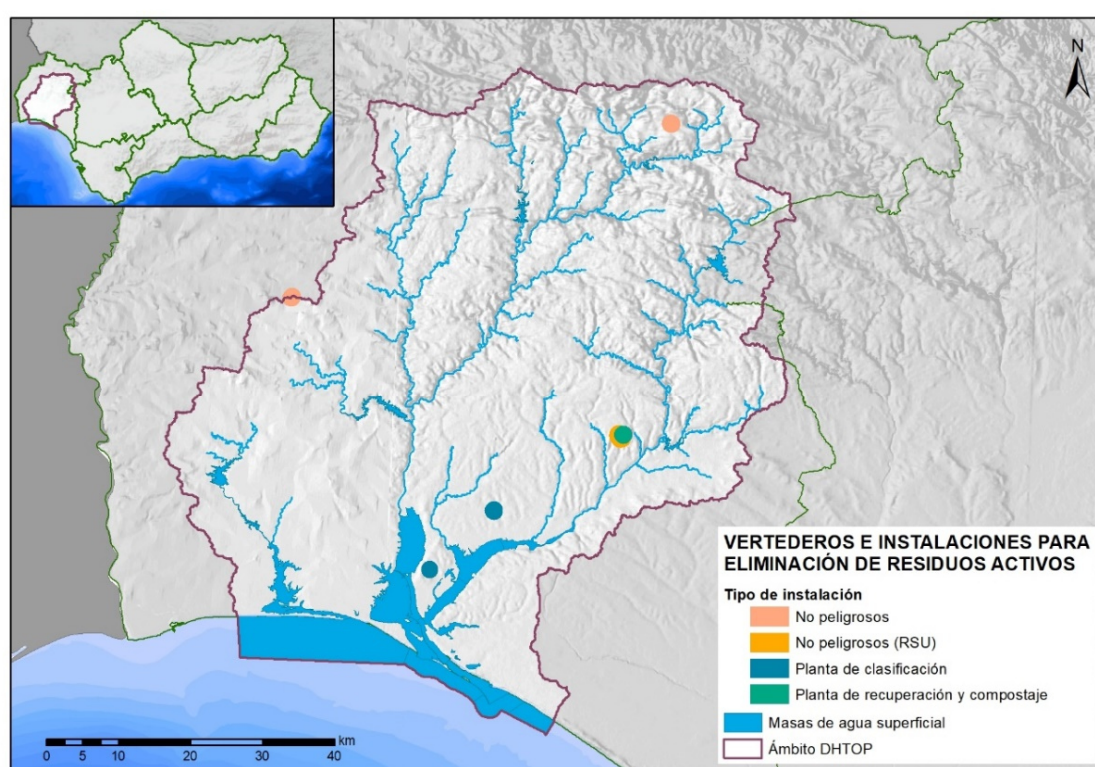 N
VERTEDEROS E INSTALACIONES PARA
ELIMINACIÓN DE RESIDUOS ACTIVOS
Tipo de instalación
No peligrosos
No peligrosos (RSU)
Planta de clasificación
Planta de recuperación y compostaje
Masas de agua superficial
Ámbito DHTOP
km
0 5 10 20 30 40